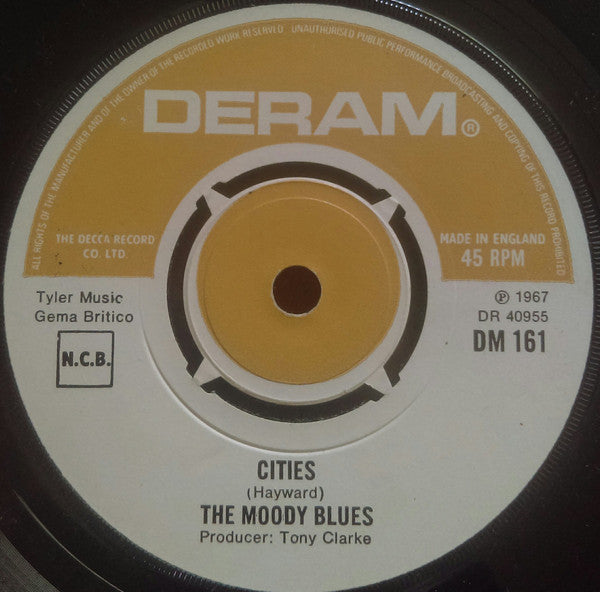 ALL RIGHTS OF THE MANUFACTURER AND OF THE OWNER OF THE RECORDED WORK RESERVED UNAUTHORISED PUBLIC PERFORMANCE BROADCASTING AND COPYING OF THIS RECORD PROHIBITED
DERAM®
THE DECCA RECORD
CO. LTD.
MADE IN ENGLAND
45 RPM
Tyler Music
Gema Britico
N.C.B.
℗ 1967
DR 40955
DM 161
CITIES
(Hayward)
THE MOODY BLUES
Producer: Tony Clarke